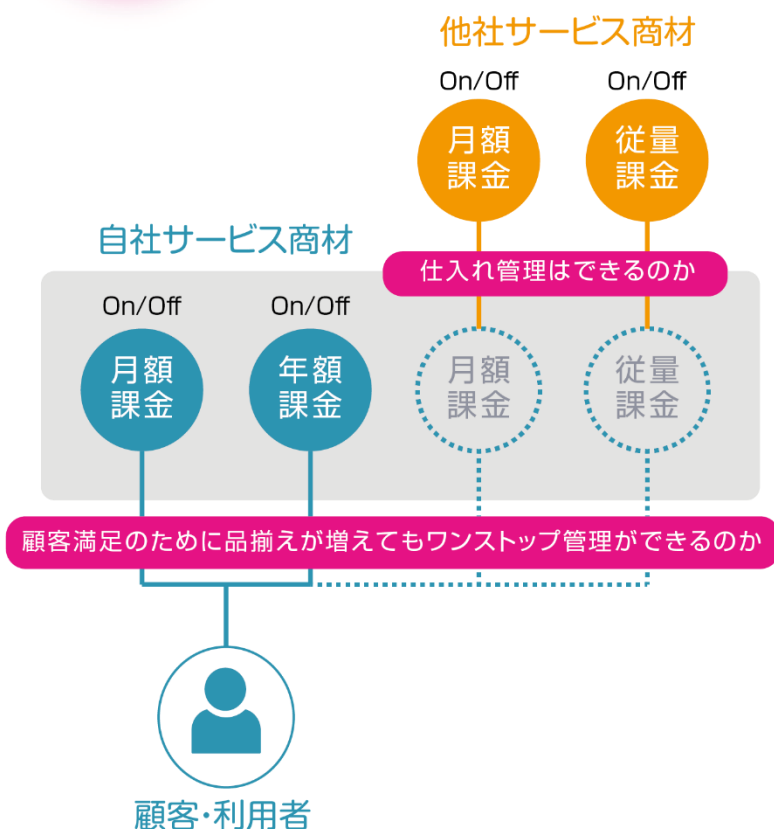 他社サービス商材
On/Off
On/Off
月額
課金
従量
課金
自社サービス商材
仕入れ管理はできるのか
On/Off
On/Off
月額
課金
年額
課金
月額
課金
従量
課金
顧客満足のために品揃えが増えてもワンストップ管理ができるのか
顧客・利用者